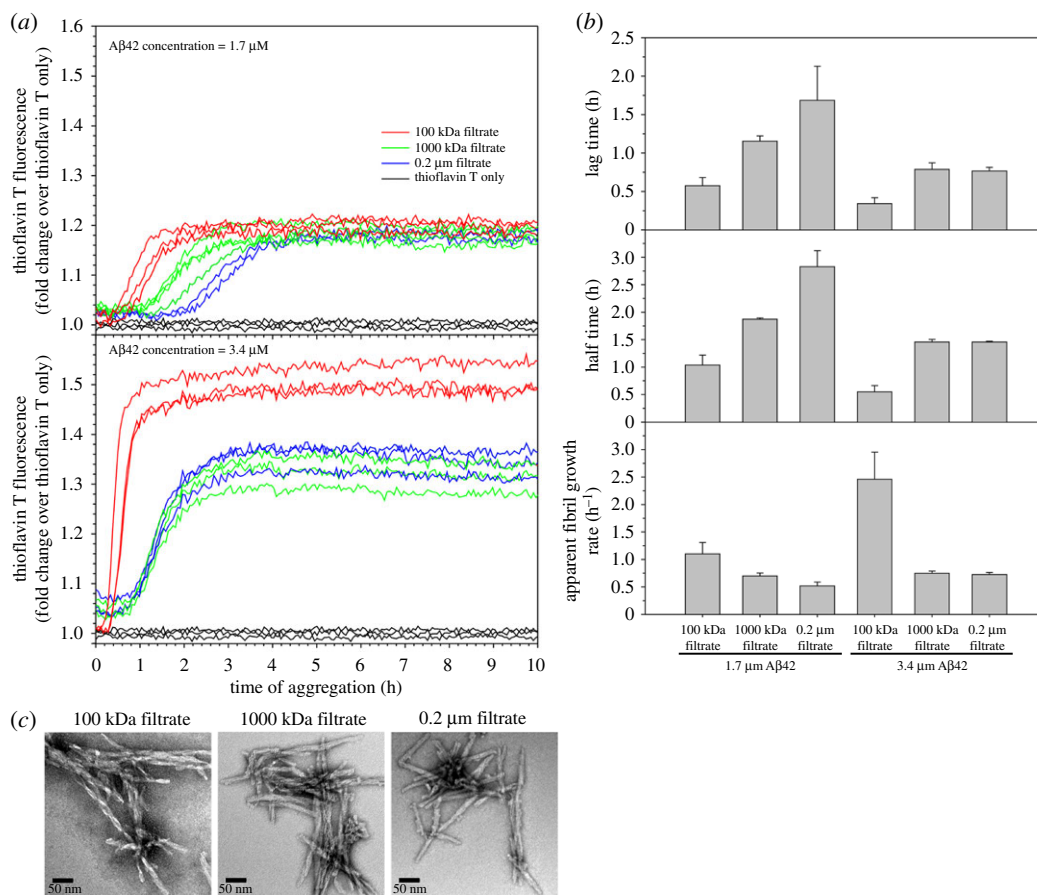 (a)
1.6
1.5
1.4
1.3
1.2
1.1
1.0
thioflavin T fluorescence
(fold change over thioflavin T only)
Aβ42 concentration = 1.7 µM
100 kDa filtrate
1000 kDa filtrate
0.2 µm filtrate
thioflavin T only
1.5
1.4
1.3
1.2
1.1
1.0
thioflavin T fluorescence
(fold change over thioflavin T only)
Aβ42 concentration = 3.4 µM
0 1 2 3 4 5 6 7 8 9 10
time of aggregation (h)
(b)
2.5
2.0
1.5
1.0
0.5
0
lag time (h)
3.0
2.5
2.0
1.5
1.0
0.5
0
half time (h)
3.0
2.5
2.0
1.5
1.0
0.5
0
apparent fibril growth
rate (h⁻¹)
100 kDa 1000 kDa 0.2 µm 100 kDa 1000 kDa 0.2 µm
filtrate filtrate filtrate filtrate filtrate filtrate
1.7 µm Aβ42 3.4 µm Aβ42
(c)
100 kDa filtrate 1000 kDa filtrate 0.2 µm filtrate
50 nm 50 nm 50 nm